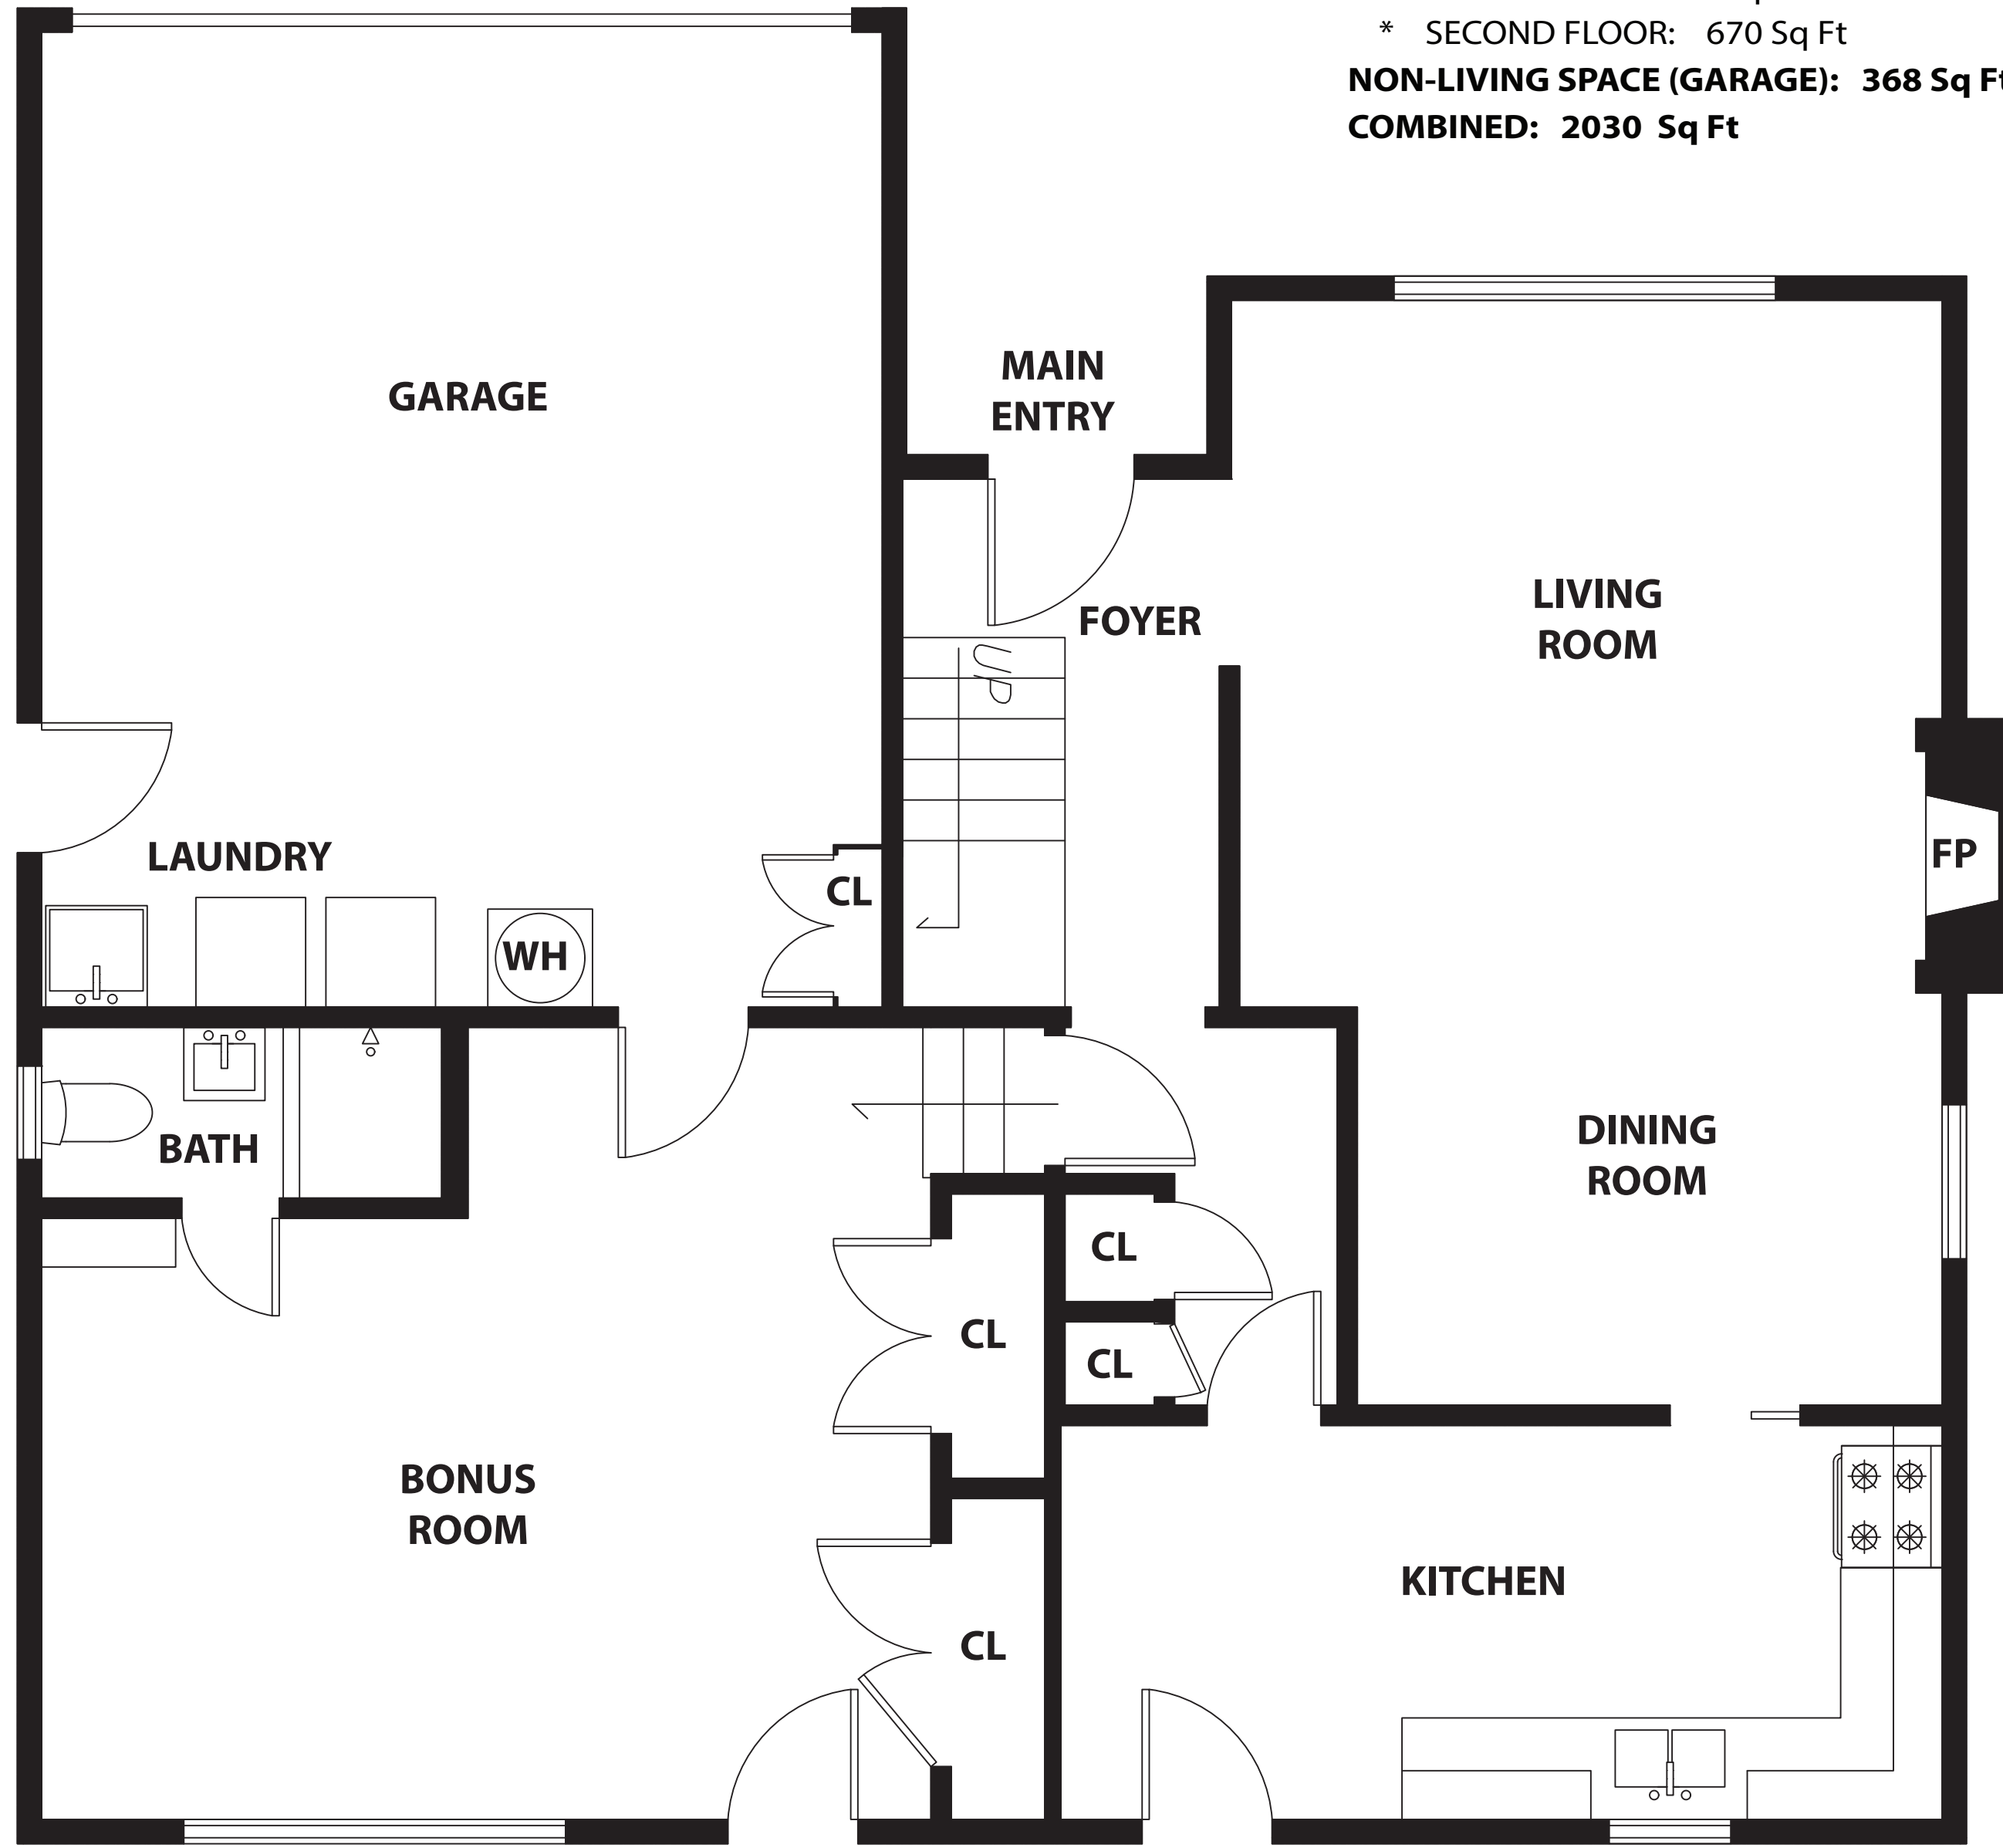 * SECOND FLOOR: 670 Sq Ft
NON-LIVING SPACE (GARAGE): 368 Sq Ft
COMBINED: 2030 Sq Ft
MAIN
ENTRY
GARAGE
LIVING
ROOM
FOYER
UP
LAUNDRY
FP
CL
WH
DINING
ROOM
BATH
CL
CL
CL
BONUS
ROOM
KITCHEN
CL